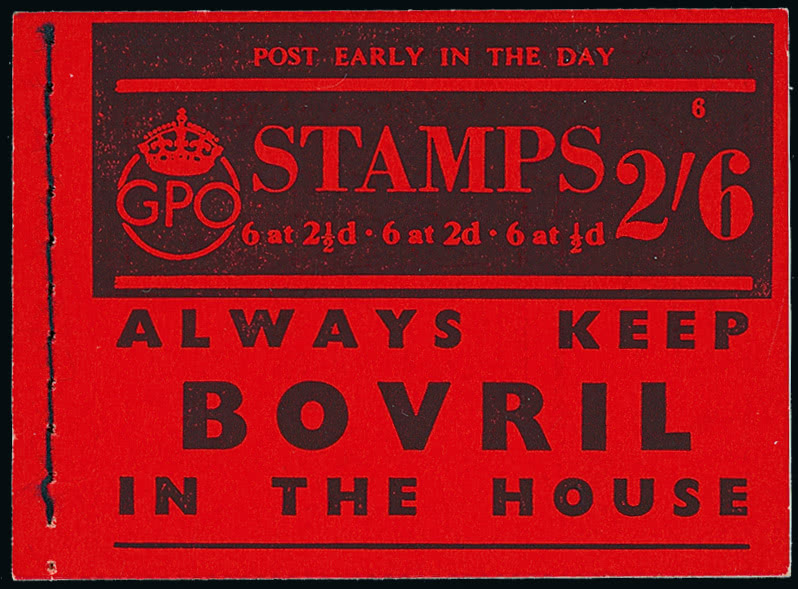 POST EARLY IN THE DAY
6
GPO
STAMPS 2/6
6 at 2½d · 6 at 2d · 6 at ½d
ALWAYS KEEP
BOVRIL
IN THE HOUSE